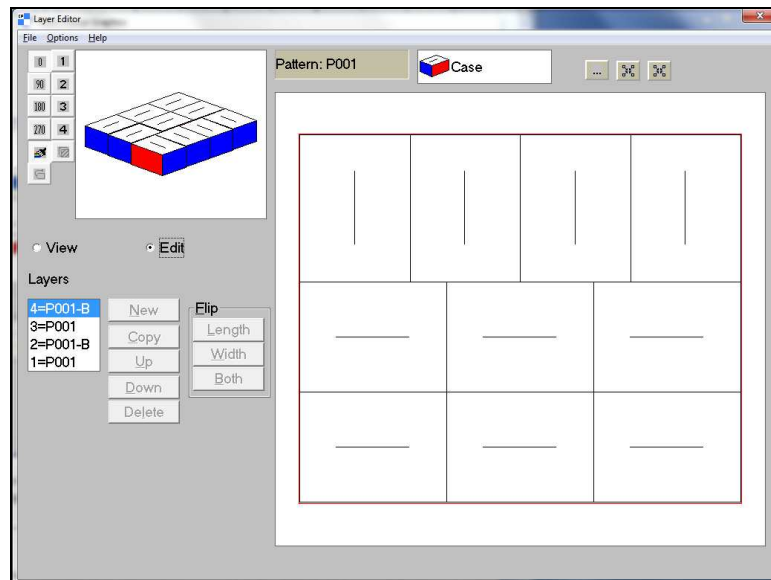 Layer Editor
File Options Help
0 1
90 2
180 3
270 4
Pattern: P001
Case
...
View
Edit
Layers
4=P001-B
3=P001
2=P001-B
1=P001
New
Copy
Up
Down
Delete
Flip
Length
Width
Both